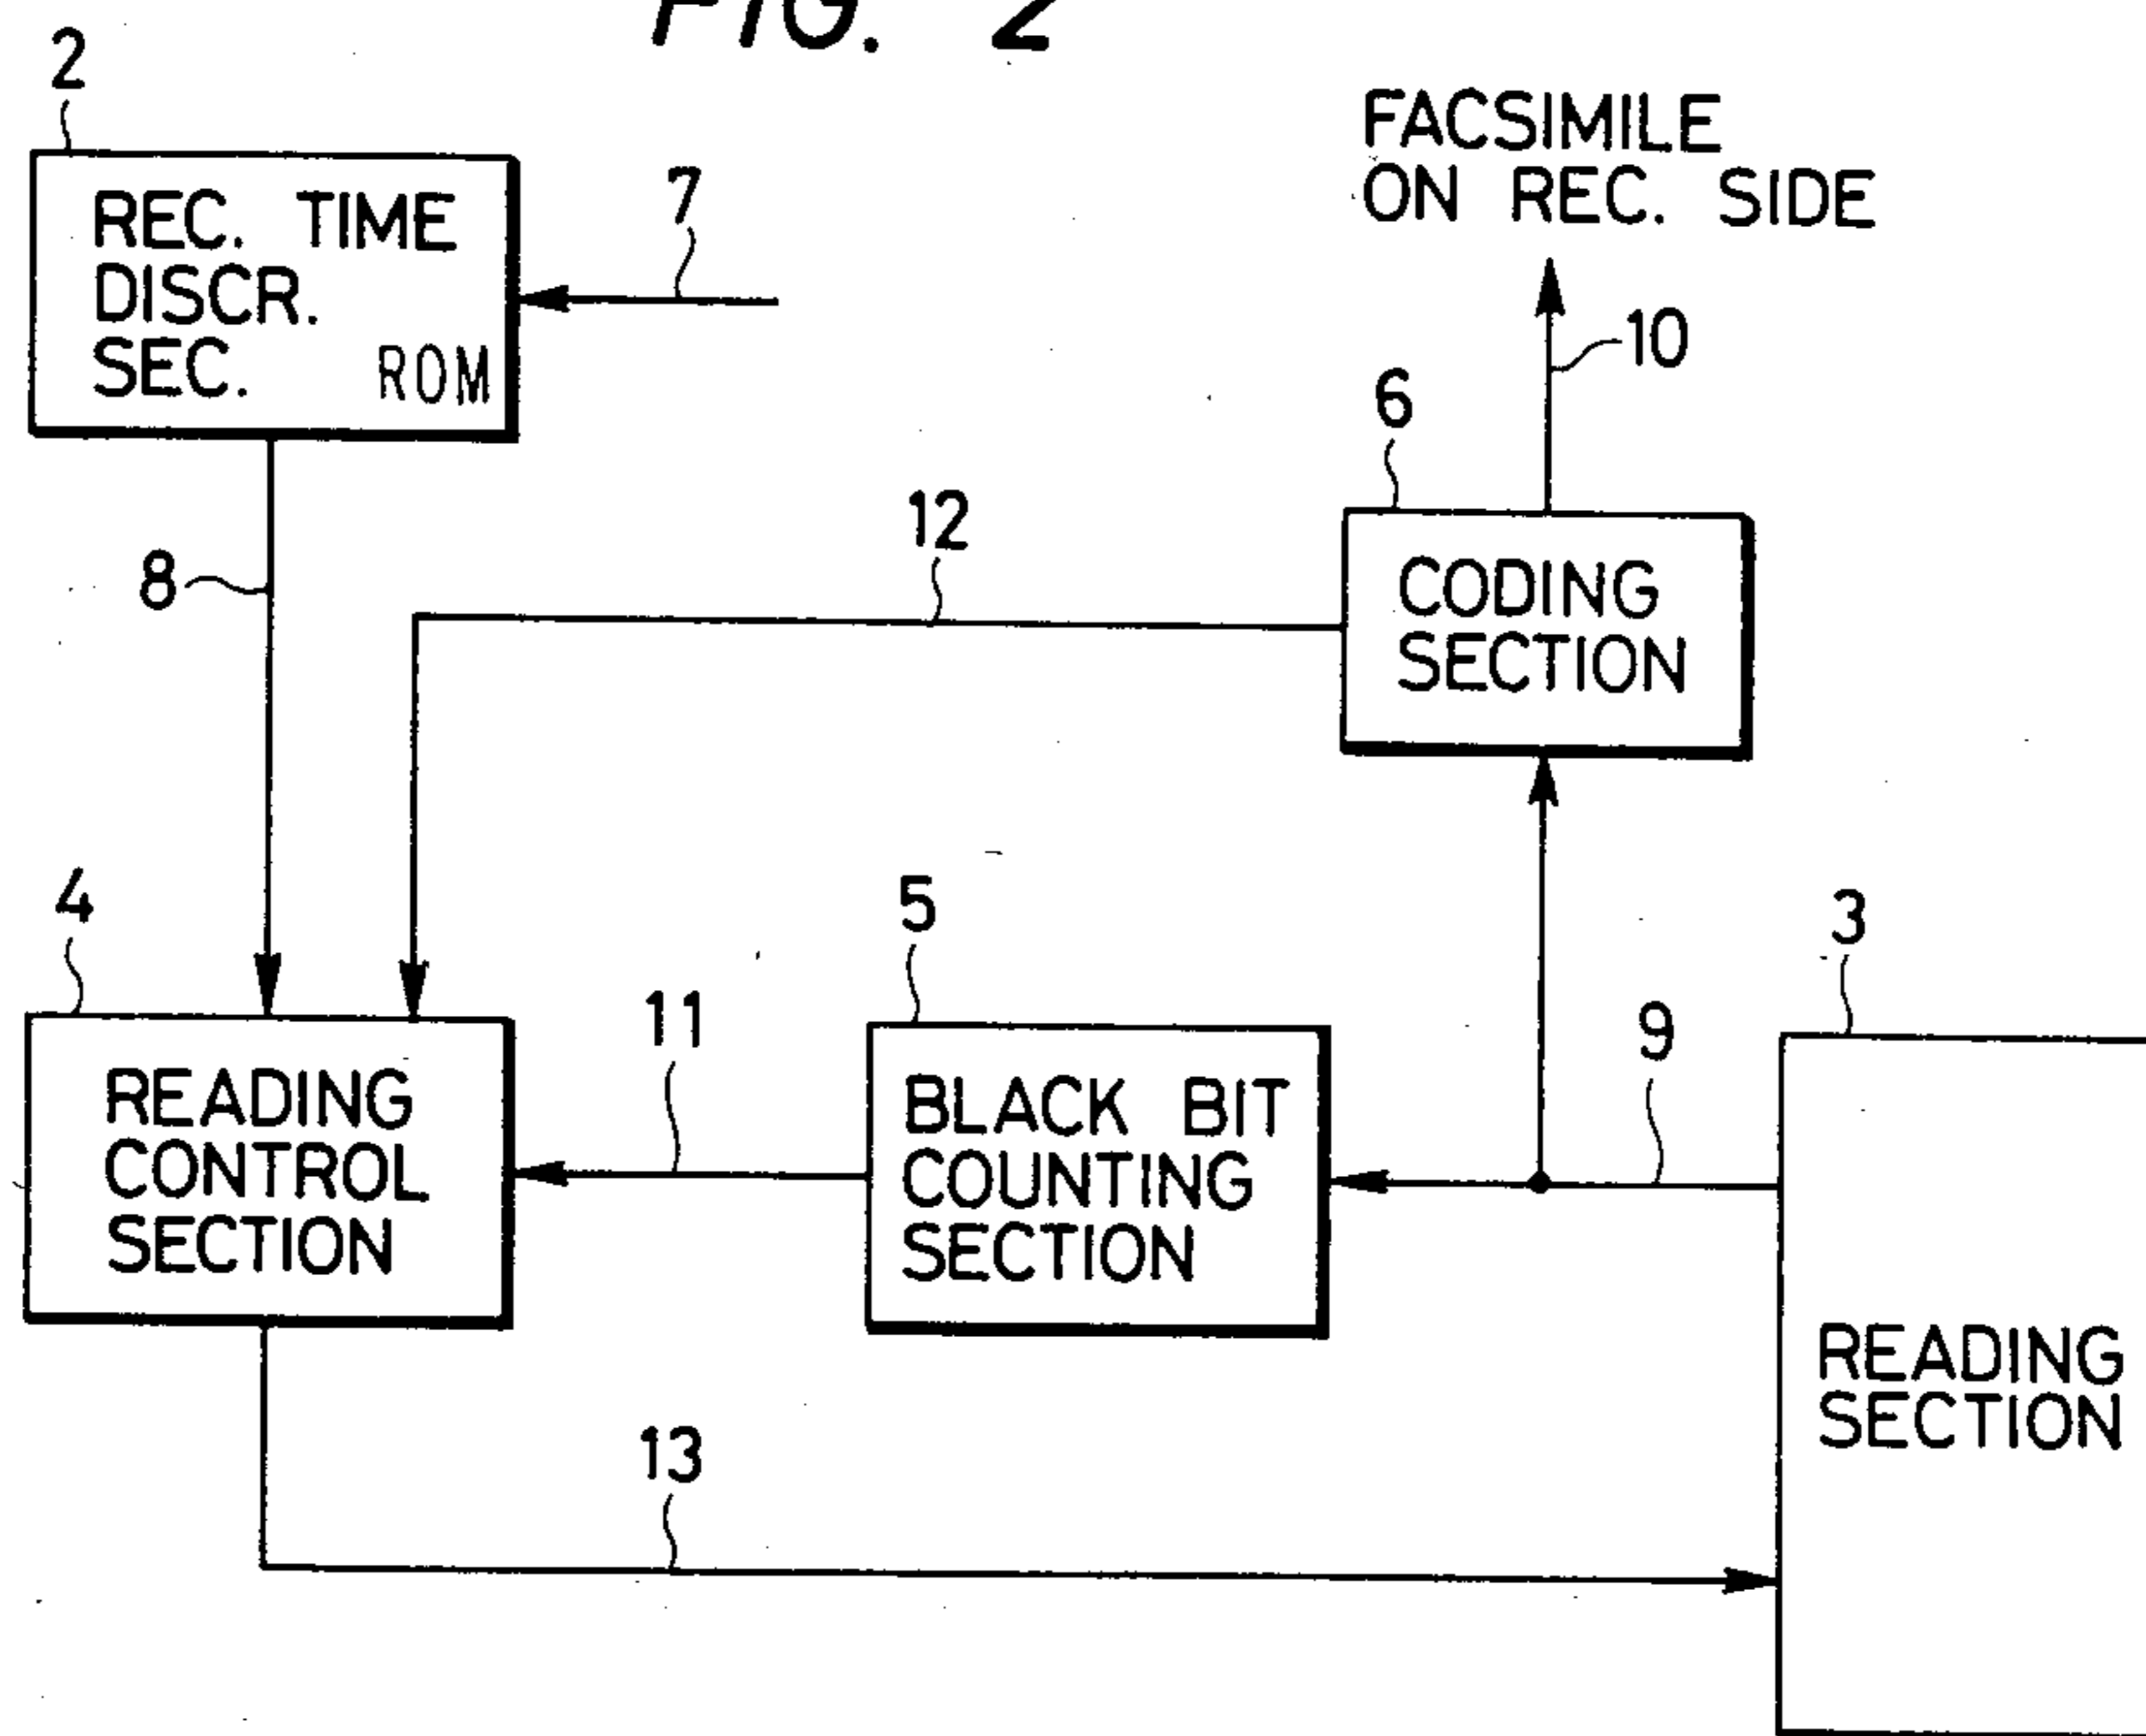 FIG. 2
2
FACSIMILE
ON REC. SIDE
REC. TIME
DISCR.
SEC. ROM
7
10
6
12
8
CODING
SECTION
4
5
3
11
9
READING
CONTROL
SECTION
BLACK BIT
COUNTING
SECTION
READING
SECTION
13